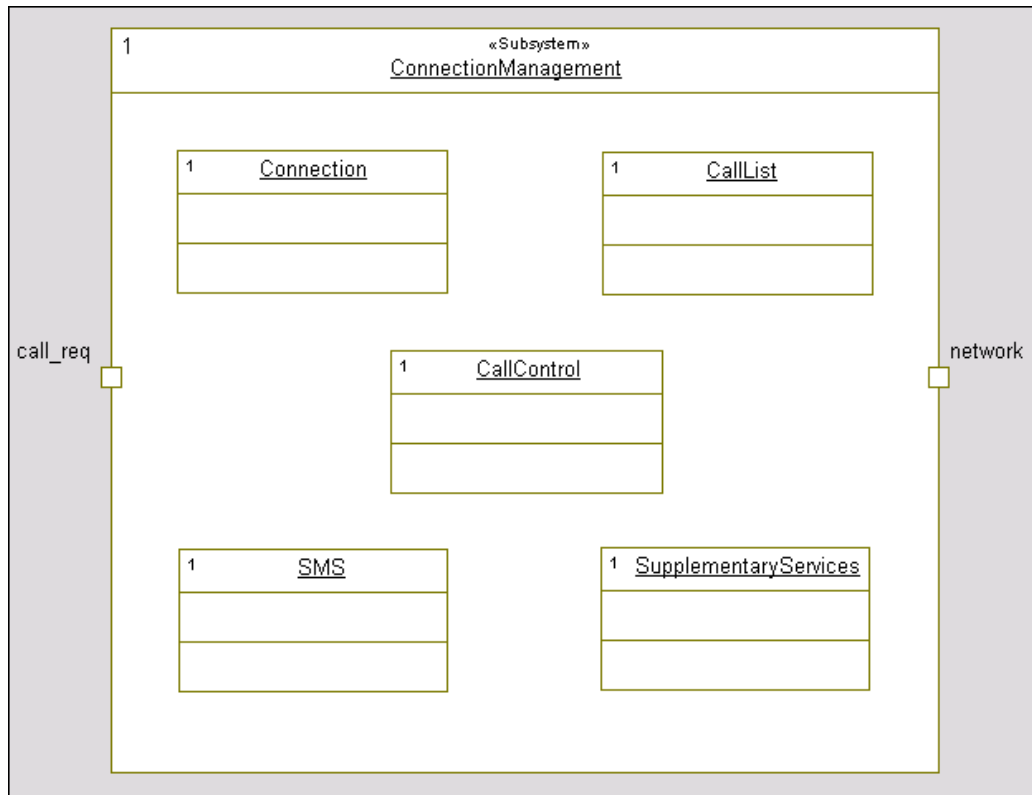 1
«Subsystem»
ConnectionManagement
1 Connection
1 CallList
call_req
network
1 CallControl
1 SMS
1 SupplementaryServices